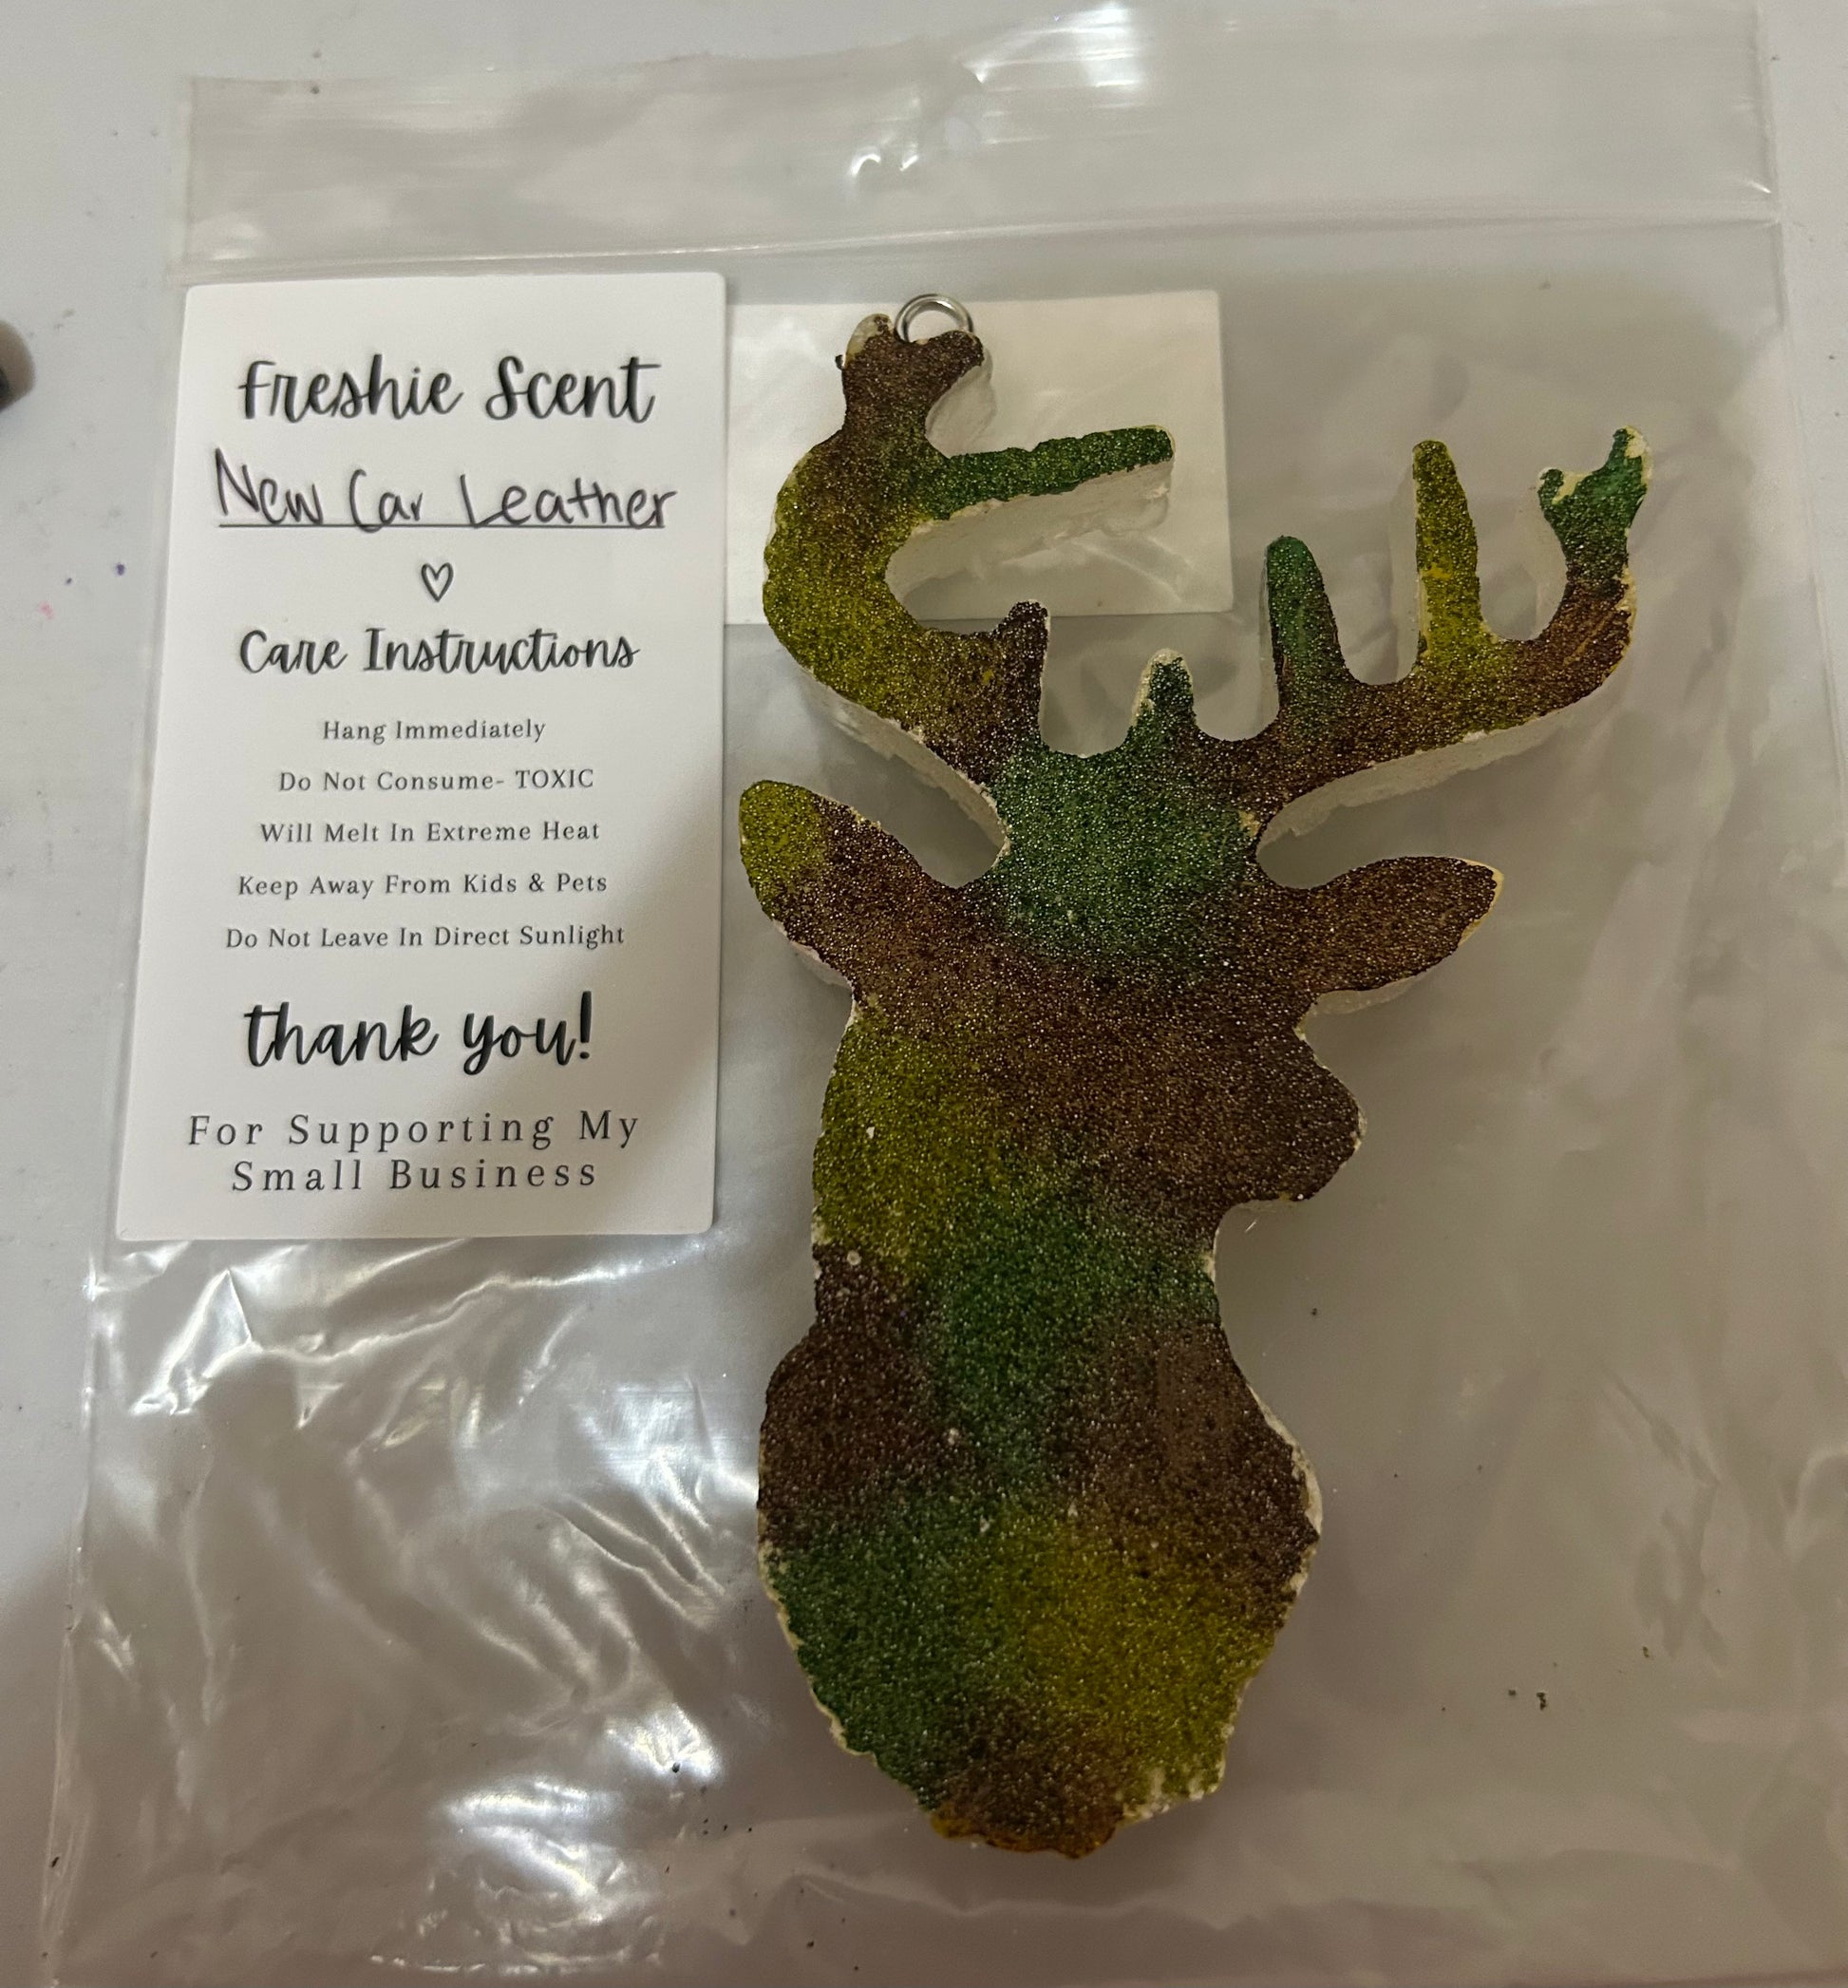 Freshie Scent
New Car Leather
Care Instructions
Hang Immediately
Do Not Consume- TOXIC
Will Melt In Extreme Heat
Keep Away From Kids & Pets
Do Not Leave In Direct Sunlight
thank you!
For Supporting My
Small Business